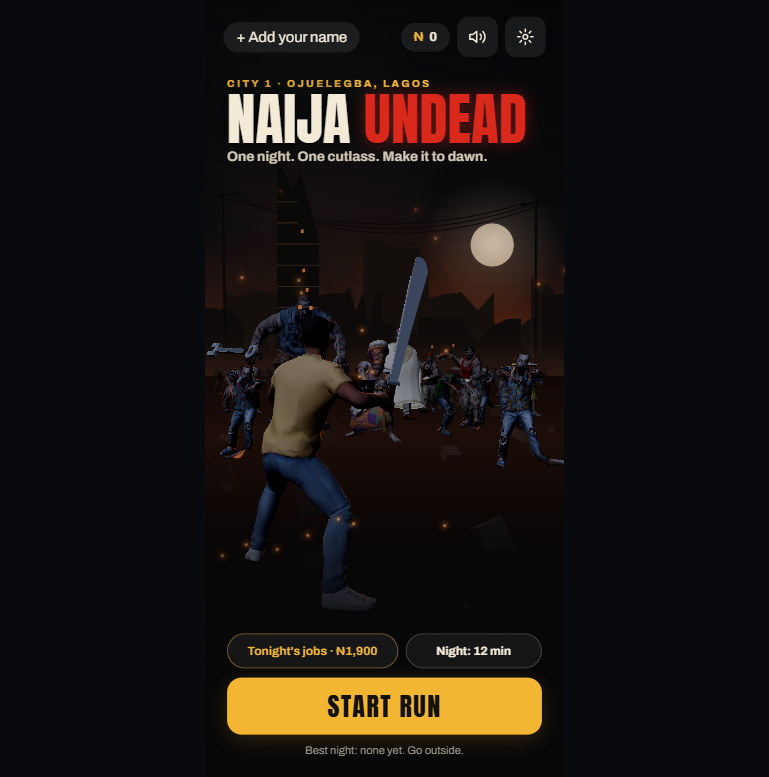 + Add your name
₦ 0
CITY 1 · OJUELEGBA, LAGOS
NAIJA UNDEAD
One night. One cutlass. Make it to dawn.
Tonight's jobs · ₦1,900
Night: 12 min
START RUN
Best night: none yet. Go outside.